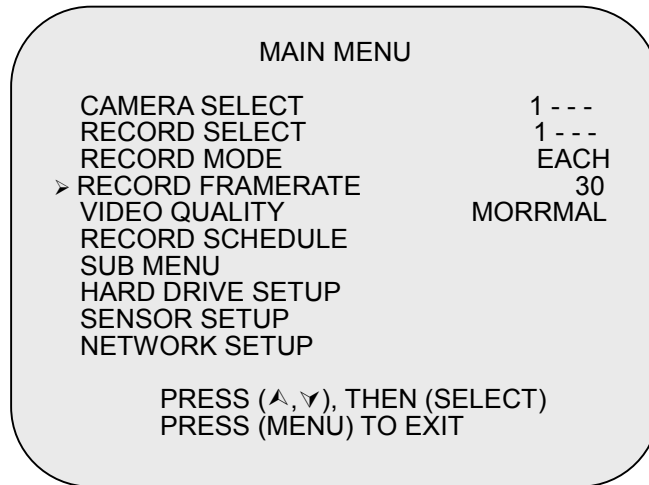 MAIN MENU
CAMERA SELECT 1 - - -
RECORD SELECT 1 - - -
RECORD MODE EACH
➢ RECORD FRAMERATE 30
VIDEO QUALITY MORRMAL
RECORD SCHEDULE
SUB MENU
HARD DRIVE SETUP
SENSOR SETUP
NETWORK SETUP
PRESS (⮝,⮟), THEN (SELECT)
PRESS (MENU) TO EXIT